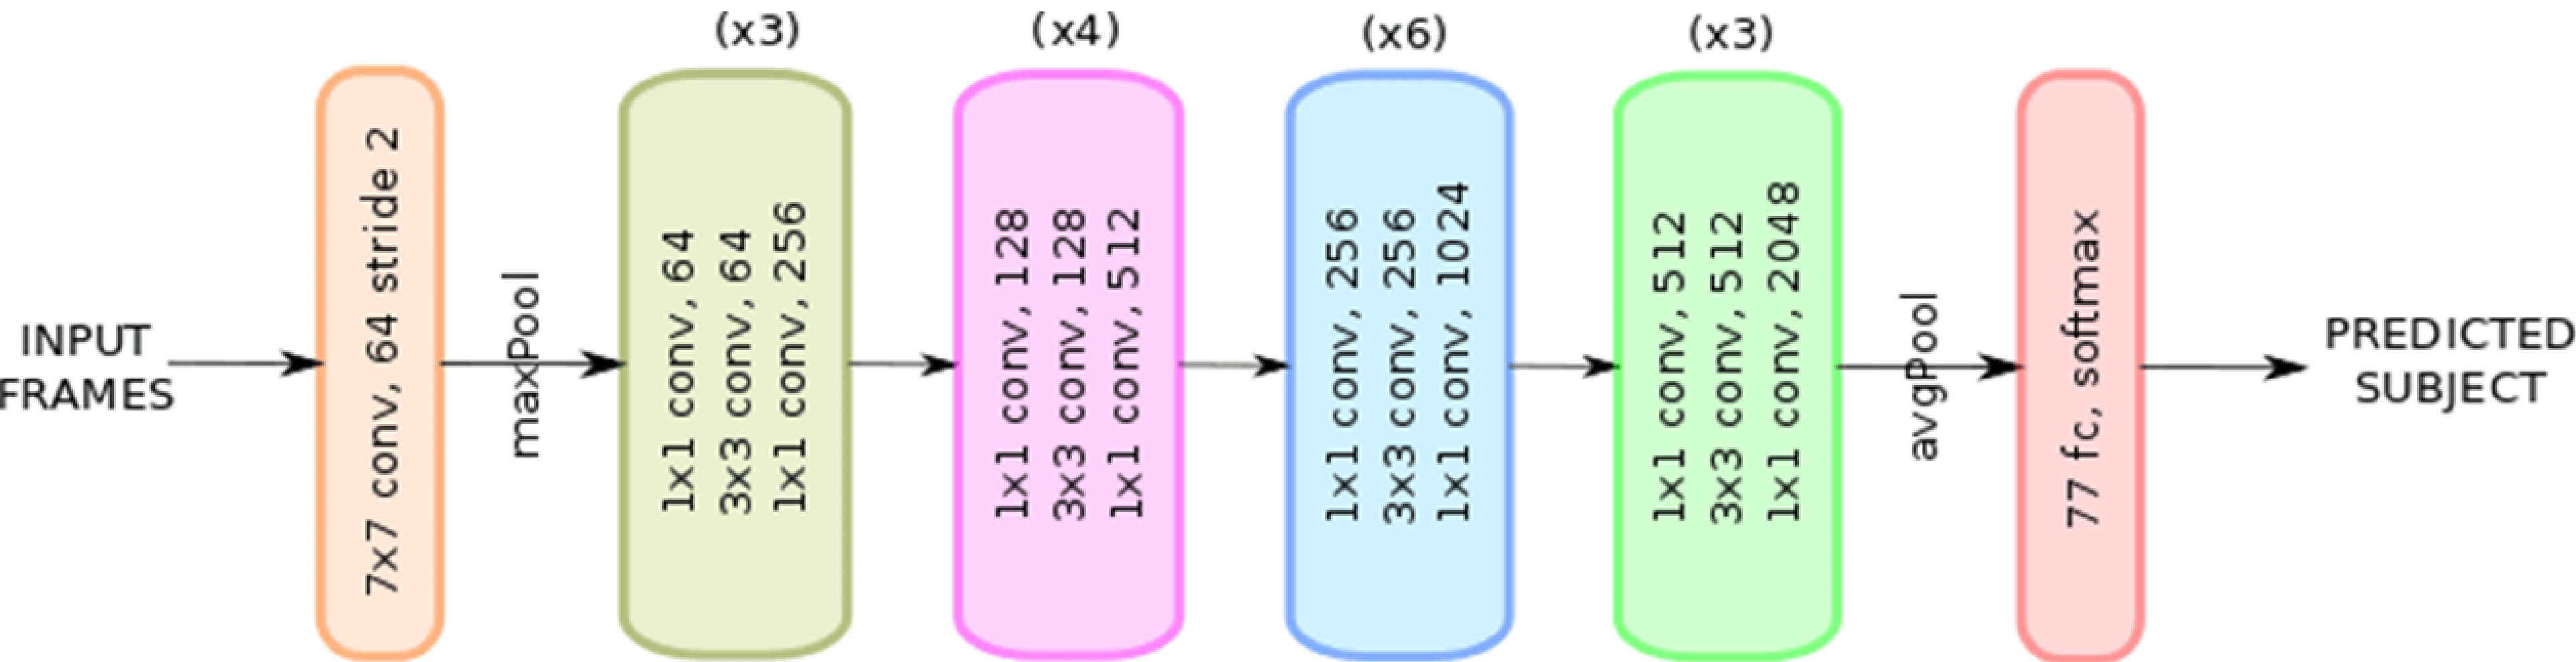 INPUT
FRAMES
7x7 conv, 64 stride 2
maxPool
(x3)
1x1 conv, 64
3x3 conv, 64
1x1 conv, 256
(x4)
1x1 conv, 128
3x3 conv, 128
1x1 conv, 512
(x6)
1x1 conv, 256
3x3 conv, 256
1x1 conv, 1024
(x3)
1x1 conv, 512
3x3 conv, 512
1x1 conv, 2048
avgPool
77 fc, softmax
PREDICTED
SUBJECT